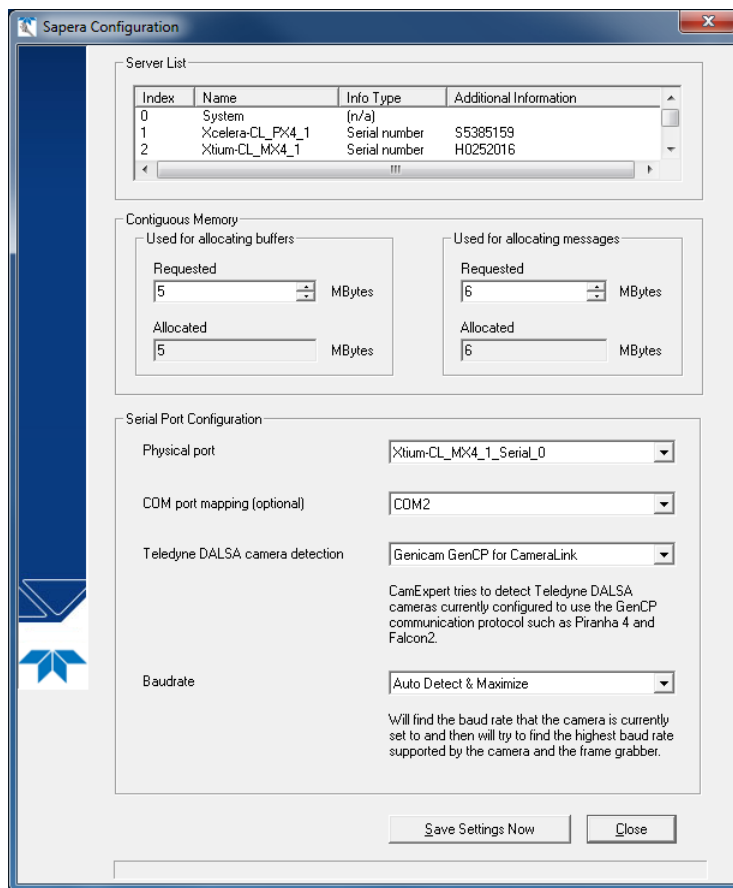 Sapera Configuration
Server List
Index Name Info Type Additional Information
0 System (n/a)
1 Xcelera-CL_PX4_1 Serial number S5385159
2 Xtium-CL_MX4_1 Serial number H0252016
Contiguous Memory
Used for allocating buffers
Requested
5 MBytes
Allocated
5 MBytes
Used for allocating messages
Requested
6 MBytes
Allocated
6 MBytes
Serial Port Configuration
Physical port Xtium-CL_MX4_1_Serial_0
COM port mapping (optional) COM2
Teledyne DALSA camera detection Genicam GenCP for CameraLink
CamExpert tries to detect Teledyne DALSA
cameras currently configured to use the GenCP
communication protocol such as Piranha 4 and
Falcon2.
Baudrate Auto Detect & Maximize
Will find the baud rate that the camera is currently
set to and then will try to find the highest baud rate
supported by the camera and the frame grabber.
Save Settings Now Close